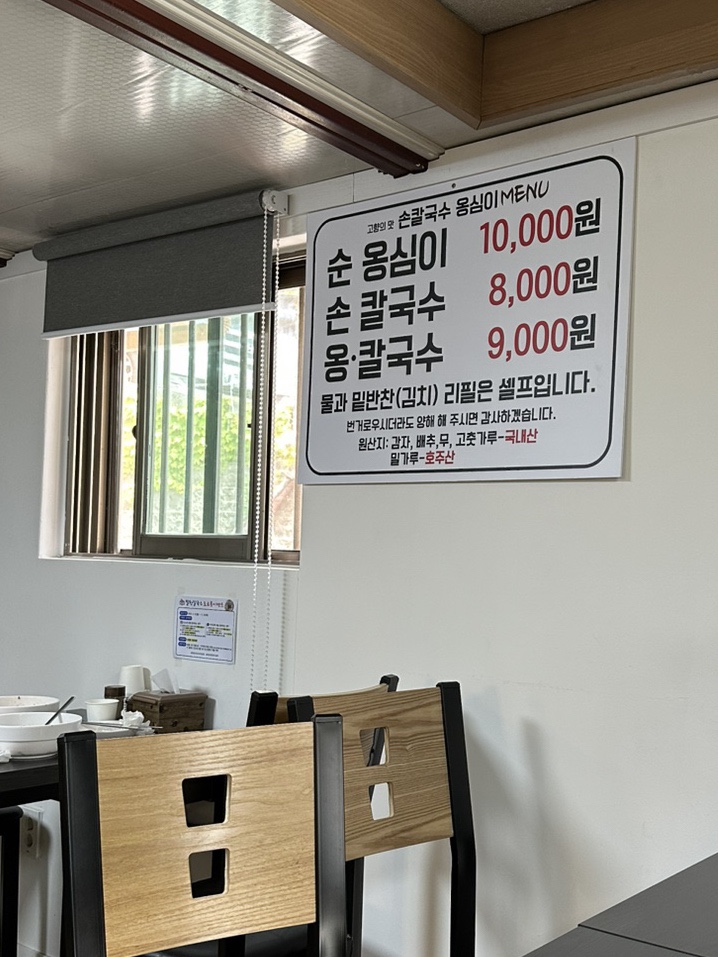 고향의 맛 손칼국수 옹심이 MENU
순 옹심이 10,000원
손 칼국수 8,000원
옹·칼국수 9,000원
물과 밑반찬(김치) 리필은 셀프입니다.
번거로우시더라도 양해 해 주시면 감사하겠습니다.
원산지: 감자, 배추,무, 고춧가루-국내산
밀가루-호주산